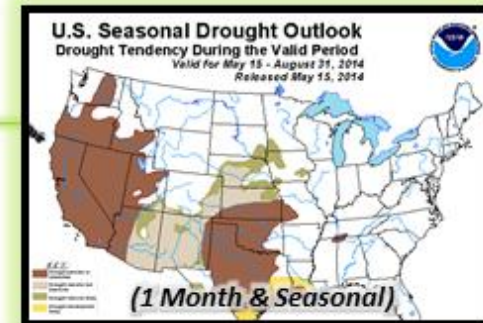 U.S. Seasonal Drought Outlook
Drought Tendency During the Valid Period
Valid for May 15 - August 31, 2014
Released May 15, 2014
KEY:
(1 Month & Seasonal)